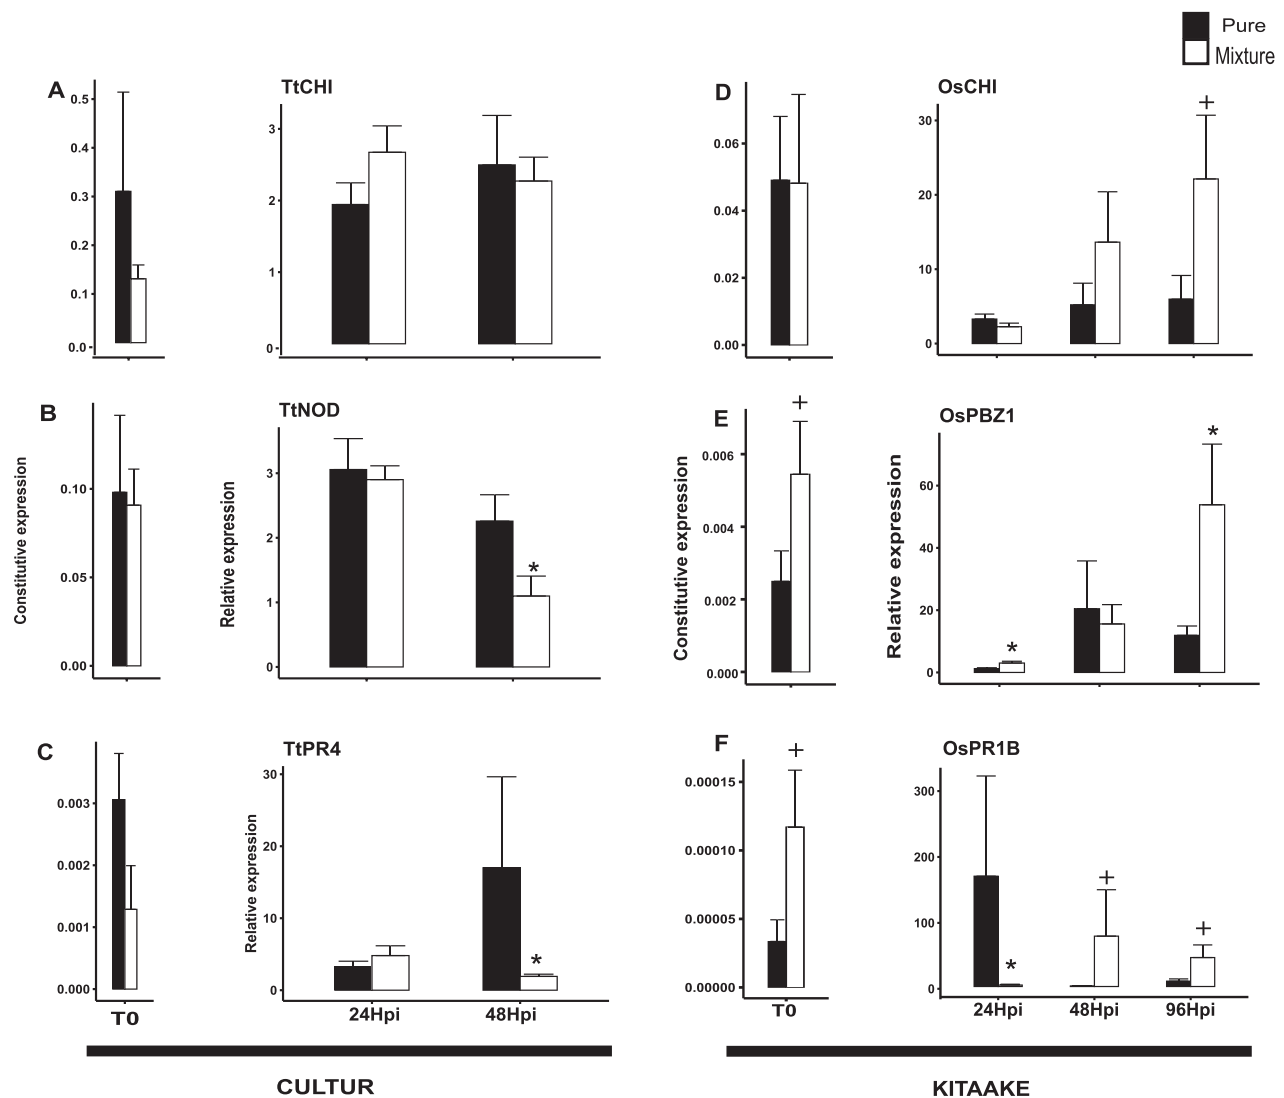 Pure
Mixture
A
TtCHI
0.5
0.4
0.3
0.2
0.1
0.0
3
2
1
0
D
OsCHI
0.06
0.04
0.02
0.00
30
20
10
0
+
B
TtNOD
Constitutive expression
0.10
0.05
0.00
Relative expression
3
2
1
0
*
E
OsPBZ1
Constitutive expression
0.006
0.004
0.002
0.000
+
Relative expression
60
40
20
0
*
*
C
TtPR4
0.003
0.002
0.001
0.000
T0
Relative expression
30
20
10
0
*
24Hpi 48Hpi
CULTUR
F
OsPR1B
0.00015
0.00010
0.00005
0.00000
+
T0
300
200
100
0
*
+
+
24Hpi 48Hpi 96Hpi
KITAAKE